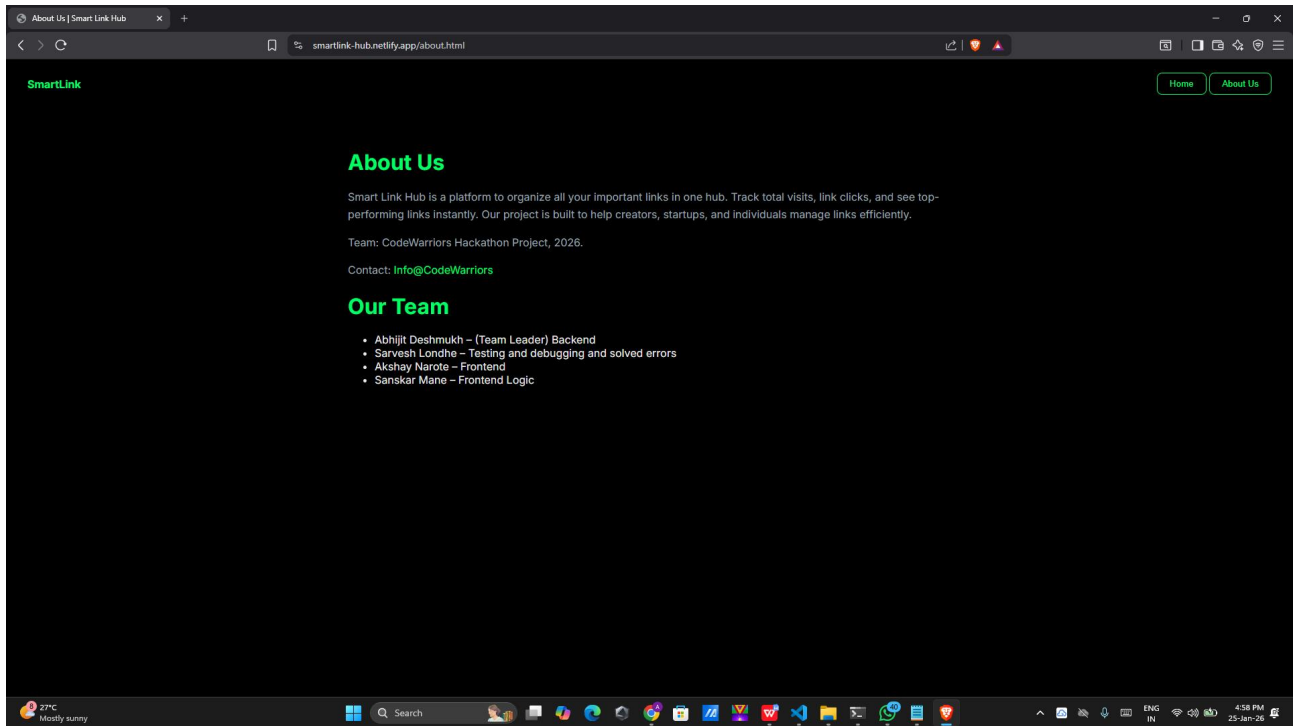 About Us | Smart Link Hub
smartlink-hub.netlify.app/about.html
SmartLink
Home
About Us
About Us
Smart Link Hub is a platform to organize all your important links in one hub. Track total visits, link clicks, and see top-
performing links instantly. Our project is built to help creators, startups, and individuals manage links efficiently.
Team: CodeWarriors Hackathon Project, 2026.
Contact: Info@CodeWarriors
Our Team
• Abhijit Deshmukh – (Team Leader) Backend
• Sarvesh Londhe – Testing and debugging and solved errors
• Akshay Narote – Frontend
• Sanskar Mane – Frontend Logic
8
27°C
Mostly sunny
Search
40
ENG
IN
4:58 PM
25-Jan-26